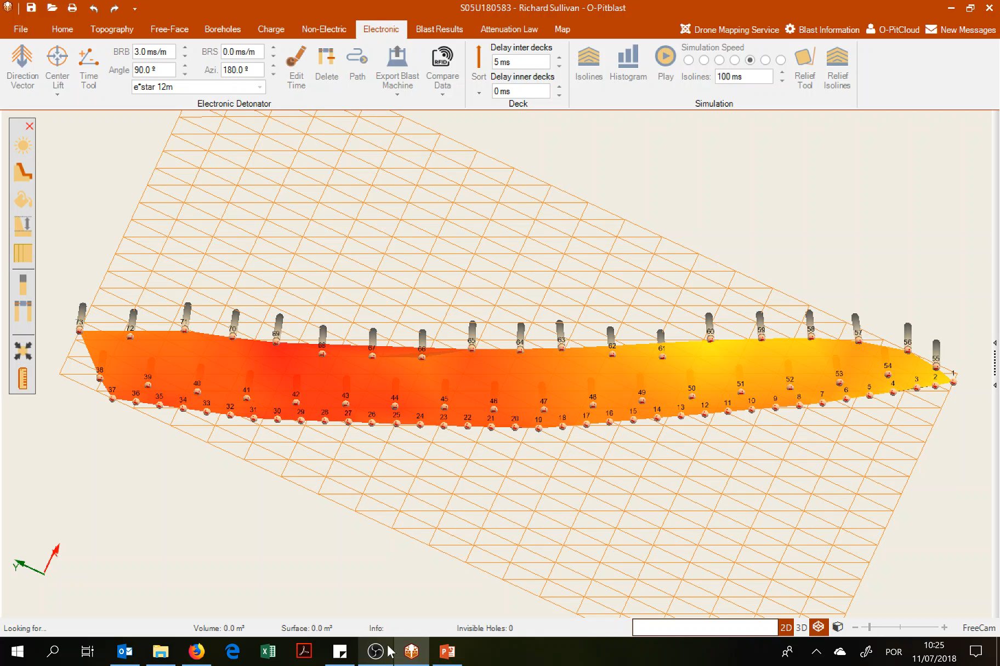 S05U180583 - Richard Sullivan - O-Pitblast
File Home Topography Free-Face Boreholes Charge Non-Electric Electronic Blast Results Attenuation Law Map Drone Mapping Service Blast Information O-PitCloud New Messages
Direction Vector
Center Lift
Time Tool
BRB 3.0 ms/m BRS 0.0 ms/m
Angle 90.0 º Azi. 180.0 º
e*star 12m
Edit Time
Delete
Path
Export Blast Machine
RFID
Compare Data
Electronic Detonator
Sort
Delay inter decks
5 ms
Delay inner decks
0 ms
Deck
Isolines
Histogram
Play
Simulation Speed
Isolines: 100 ms
Relief Tool
Relief Isolines
Simulation
73 72 71 70 69 68 67 66 65 64 63 62 61 60 59 58 57 56 55
38 39 40 41 42 43 44 45 46 47 48 49 50 51 52 53 54
37 36 35 34 33 32 31 30 29 28 27 26 25 24 23 22 21 20 19 18 17 16 15 14 13 12 11 10 9 8 7 6 5 4 3 2 1
Y
Looking for... Volume: 0.0 m³ Surface: 0.0 m² Info: Invisible Holes: 0 2D 3D FreeCam
POR
10:25
11/07/2018